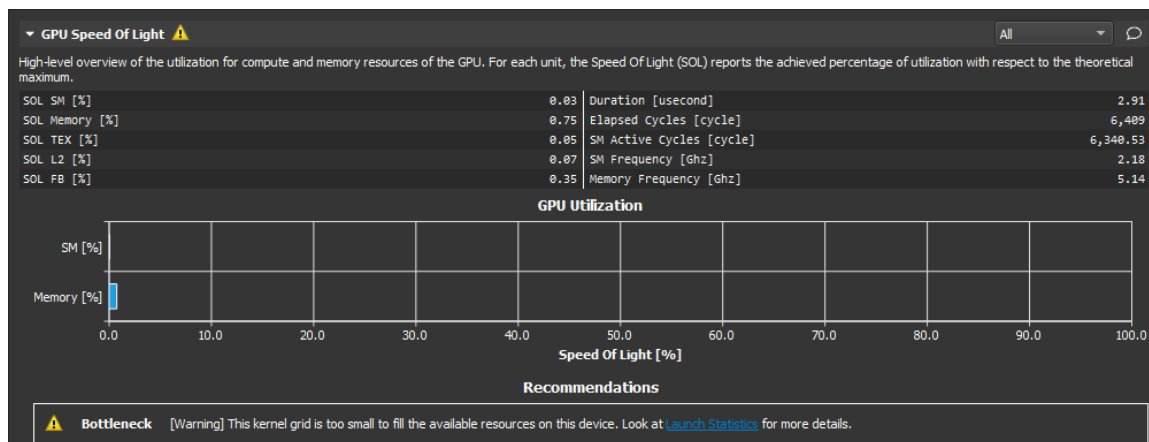 GPU Speed Of Light
All
High-level overview of the utilization for compute and memory resources of the GPU. For each unit, the Speed Of Light (SOL) reports the achieved percentage of utilization with respect to the theoretical
maximum.
SOL SM [%] 0.03 Duration [usecond] 2.91
SOL Memory [%] 0.75 Elapsed Cycles [cycle] 6,409
SOL TEX [%] 0.05 SM Active Cycles [cycle] 6,340.53
SOL L2 [%] 0.07 SM Frequency [Ghz] 2.18
SOL FB [%] 0.35 Memory Frequency [Ghz] 5.14
GPU Utilization
SM [%]
Memory [%]
0.0 10.0 20.0 30.0 40.0 50.0 60.0 70.0 80.0 90.0 100.0
Speed Of Light [%]
Recommendations
Bottleneck [Warning] This kernel grid is too small to fill the available resources on this device. Look at Launch Statistics for more details.